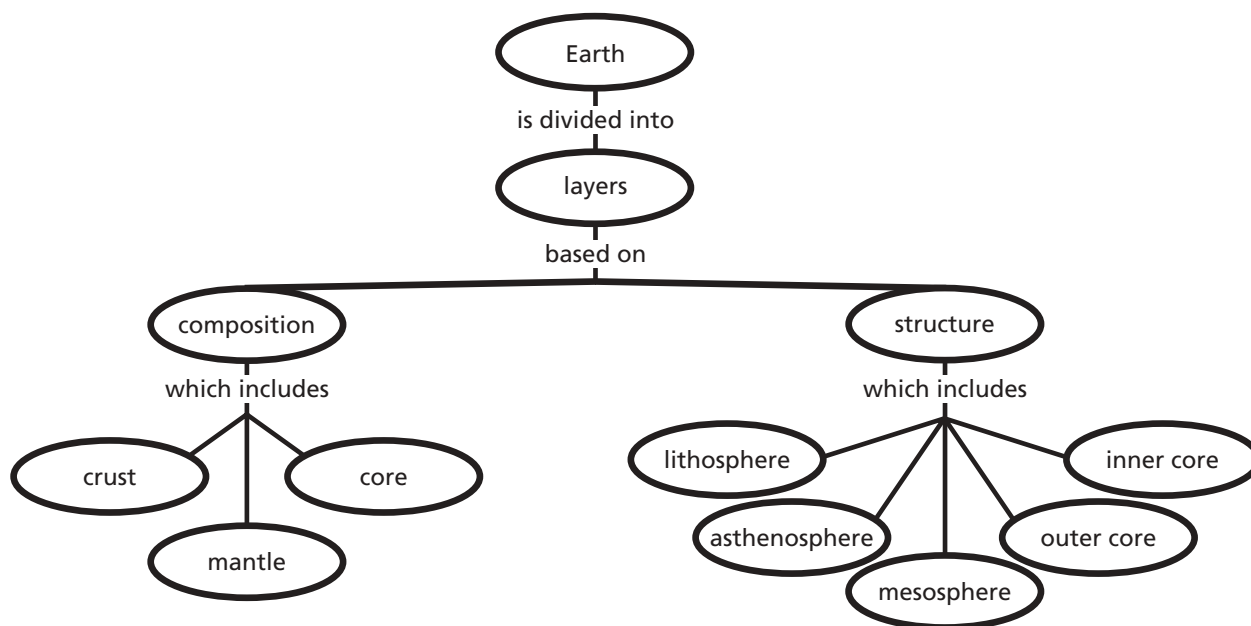 Earth
is divided into
layers
based on
composition
structure
which includes
which includes
crust
core
mantle
lithosphere
inner core
asthenosphere
outer core
mesosphere